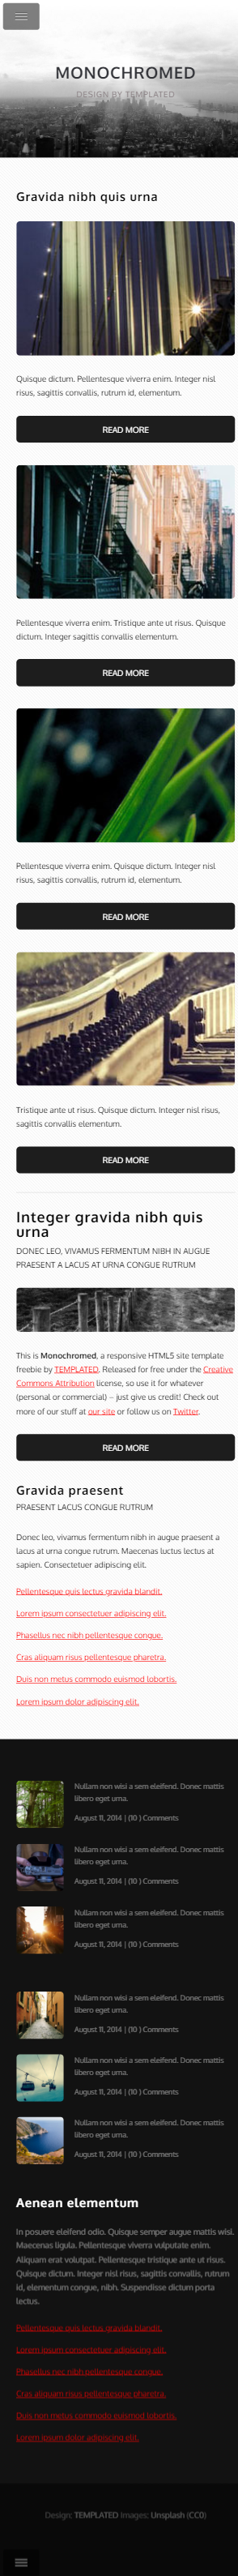 MONOCHROMED
DESIGN BY TEMPLATED
Gravida nibh quis urna
Quisque dictum. Pellentesque viverra enim. Integer nisl
risus, sagittis convallis, rutrum id, elementum.
READ MORE
Pellentesque viverra enim. Tristique ante ut risus. Quisque
dictum. Integer sagittis convallis elementum.
READ MORE
Pellentesque viverra enim. Quisque dictum. Integer nisl
risus, sagittis convallis, rutrum id, elementum.
READ MORE
Tristique ante ut risus. Quisque dictum. Integer nisl risus,
sagittis convallis elementum.
READ MORE
Integer gravida nibh quis
urna
DONEC LEO, VIVAMUS FERMENTUM NIBH IN AUGUE
PRAESENT A LACUS AT URNA CONGUE RUTRUM
This is Monochromed, a responsive HTML5 site template
freebie by TEMPLATED. Released for free under the Creative
Commons Attribution license, so use it for whatever
(personal or commercial) – just give us credit! Check out
more of our stuff at our site or follow us on Twitter.
READ MORE
Gravida praesent
PRAESENT LACUS CONGUE RUTRUM
Donec leo, vivamus fermentum nibh in augue praesent a
lacus at urna congue rutrum. Maecenas luctus lectus at
sapien. Consectetuer adipiscing elit.
Pellentesque quis lectus gravida blandit.
Lorem ipsum consectetuer adipiscing elit.
Phasellus nec nibh pellentesque congue.
Cras aliquam risus pellentesque pharetra.
Duis non metus commodo euismod lobortis.
Lorem ipsum dolor adipiscing elit.
Nullam non wisi a sem eleifend. Donec mattis
libero eget urna.
August 11, 2014 | (10 ) Comments
Nullam non wisi a sem eleifend. Donec mattis
libero eget urna.
August 11, 2014 | (10 ) Comments
Nullam non wisi a sem eleifend. Donec mattis
libero eget urna.
August 11, 2014 | (10 ) Comments
Nullam non wisi a sem eleifend. Donec mattis
libero eget urna.
August 11, 2014 | (10 ) Comments
Nullam non wisi a sem eleifend. Donec mattis
libero eget urna.
August 11, 2014 | (10 ) Comments
Nullam non wisi a sem eleifend. Donec mattis
libero eget urna.
August 11, 2014 | (10 ) Comments
Aenean elementum
In posuere eleifend odio. Quisque semper augue mattis wisi.
Maecenas ligula. Pellentesque viverra vulputate enim.
Aliquam erat volutpat. Pellentesque tristique ante ut risus.
Quisque dictum. Integer nisl risus, sagittis convallis, rutrum
id, elementum congue, nibh. Suspendisse dictum porta
lectus.
Pellentesque quis lectus gravida blandit.
Lorem ipsum consectetuer adipiscing elit.
Phasellus nec nibh pellentesque congue.
Cras aliquam risus pellentesque pharetra.
Duis non metus commodo euismod lobortis.
Lorem ipsum dolor adipiscing elit.
Design: TEMPLATED Images: Unsplash (CC0)